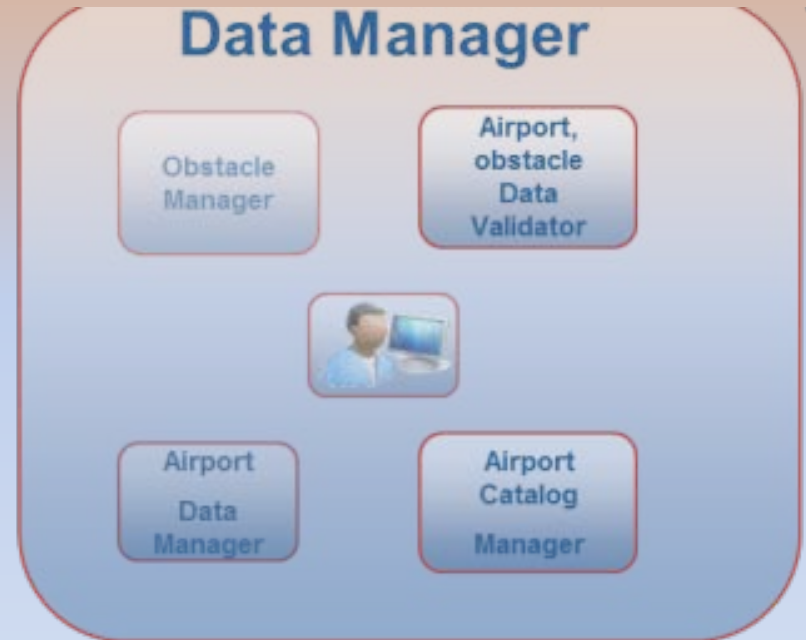 Data Manager
Obstacle
Manager
Airport,
obstacle
Data
Validator
Airport
Data
Manager
Airport
Catalog
Manager